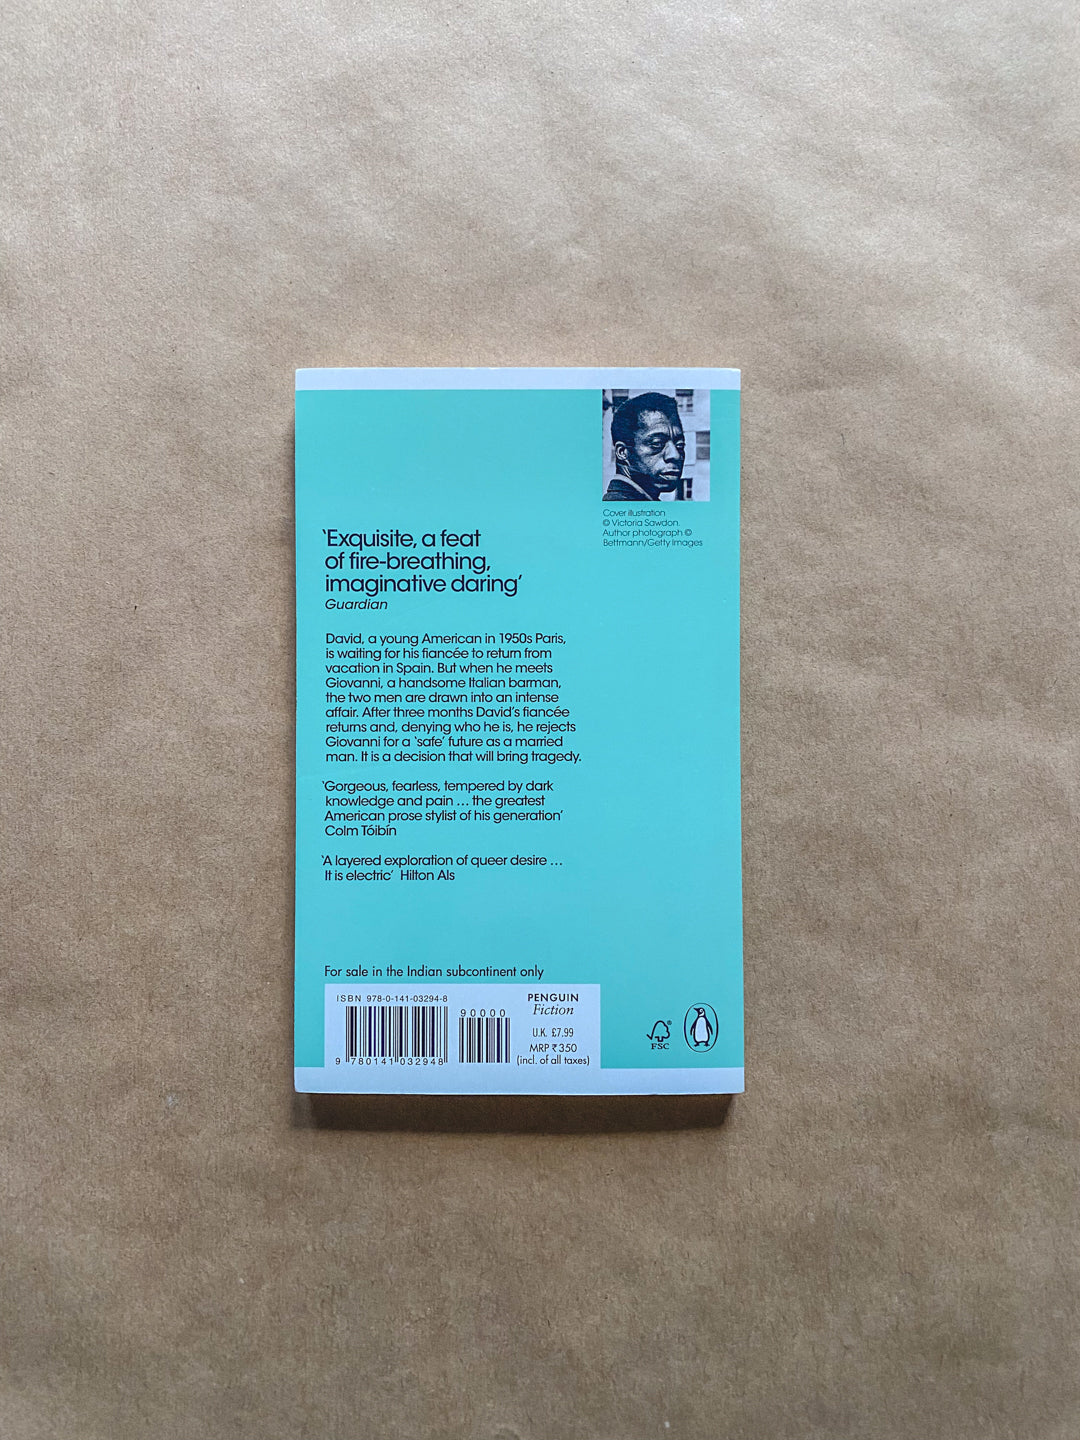 Cover illustration
© Victoria Sawdon.
Author photograph ©
Bettmann/Getty Images
‘Exquisite, a feat
of fire-breathing,
imaginative daring’
Guardian
David, a young American in 1950s Paris,
is waiting for his fiancée to return from
vacation in Spain. But when he meets
Giovanni, a handsome Italian barman,
the two men are drawn into an intense
affair. After three months David’s fiancée
returns and, denying who he is, he rejects
Giovanni for a ‘safe’ future as a married
man. It is a decision that will bring tragedy.
‘Gorgeous, fearless, tempered by dark
knowledge and pain ... the greatest
American prose stylist of his generation’
Colm Tóibín
‘A layered exploration of queer desire ...
It is electric’ Hilton Als
For sale in the Indian subcontinent only
ISBN 978-0-141-03294-8
90000
9 780141 032948
PENGUIN
Fiction
U.K. £7.99
MRP ₹350
(incl. of all taxes)
®
FSC